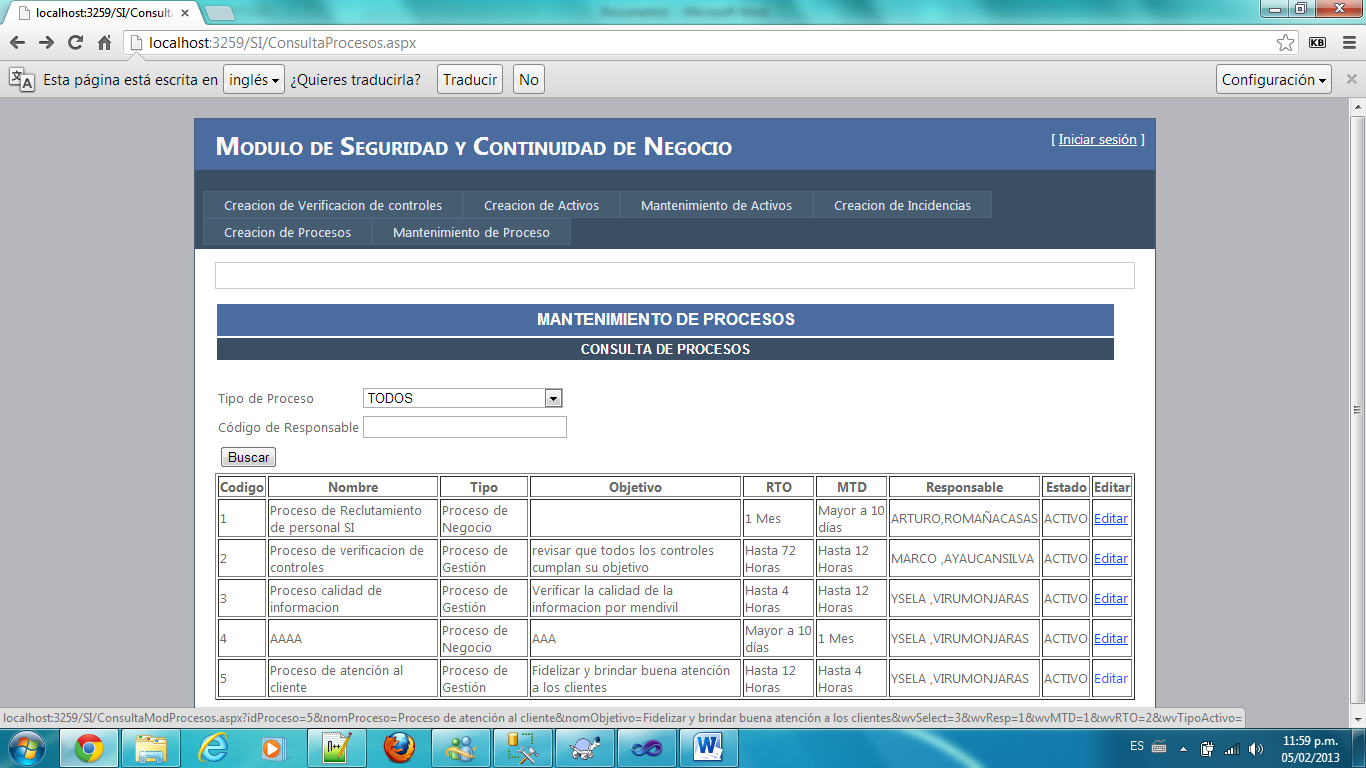 localhost:3259/SI/Consulta
localhost:3259/SI/ConsultaProcesos.aspx
KB
Esta página está escrita en inglés ¿Quieres traducirla? Traducir No Configuración
MODULO DE SEGURIDAD Y CONTINUIDAD DE NEGOCIO
[ Iniciar sesión ]
Creacion de Verificacion de controles Creacion de Activos Mantenimiento de Activos Creacion de Incidencias
Creacion de Procesos Mantenimiento de Proceso
MANTENIMIENTO DE PROCESOS
CONSULTA DE PROCESOS
Tipo de Proceso TODOS
Código de Responsable
Buscar
Codigo Nombre Tipo Objetivo RTO MTD Responsable Estado Editar
1 Proceso de Reclutamiento de personal SI Proceso de Negocio 1 Mes Mayor a 10 días ARTURO,ROMAÑACASAS ACTIVO Editar
2 Proceso de verificacion de controles Proceso de Gestión revisar que todos los controles cumplan su objetivo Hasta 72 Horas Hasta 12 Horas MARCO ,AYAUCANSILVA ACTIVO Editar
3 Proceso calidad de informacion Proceso de Gestión Verificar la calidad de la informacion por mendivil Hasta 4 Horas Hasta 12 Horas YSELA ,VIRUMONJARAS ACTIVO Editar
4 AAAA Proceso de Negocio AAA Mayor a 10 días 1 Mes YSELA ,VIRUMONJARAS ACTIVO Editar
5 Proceso de atención al cliente Proceso de Gestión Fidelizar y brindar buena atención a los clientes Hasta 12 Horas Hasta 4 Horas YSELA ,VIRUMONJARAS ACTIVO Editar
localhost:3259/SI/ConsultaModProcesos.aspx?idProceso=5&nomProceso=Proceso de atención al cliente&nomObjetivo=Fidelizar y brindar buena atención a los clientes&wvSelect=3&wvResp=1&wvMTD=1&wvRTO=2&wvTipoActivo=
ES
11:59 p.m.
05/02/2013